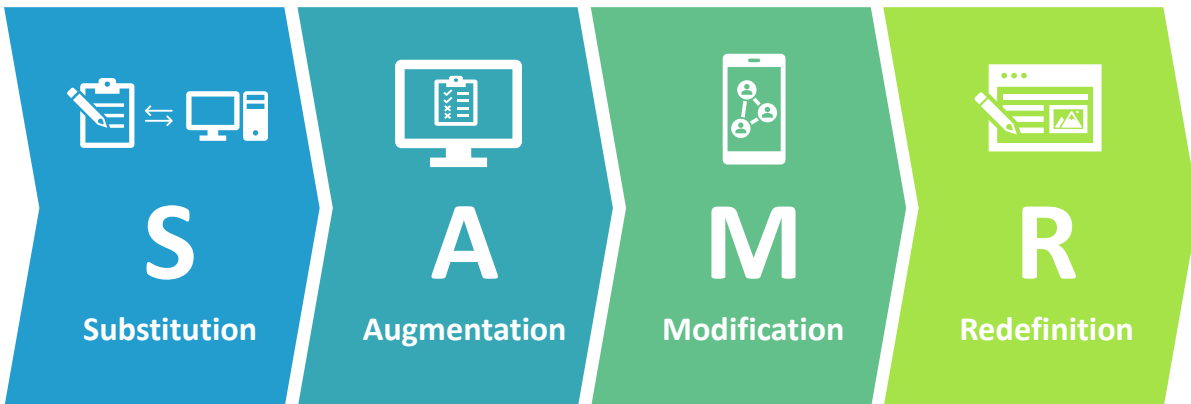 S
A
M
R
Substitution
Augmentation
Modification
Redefinition